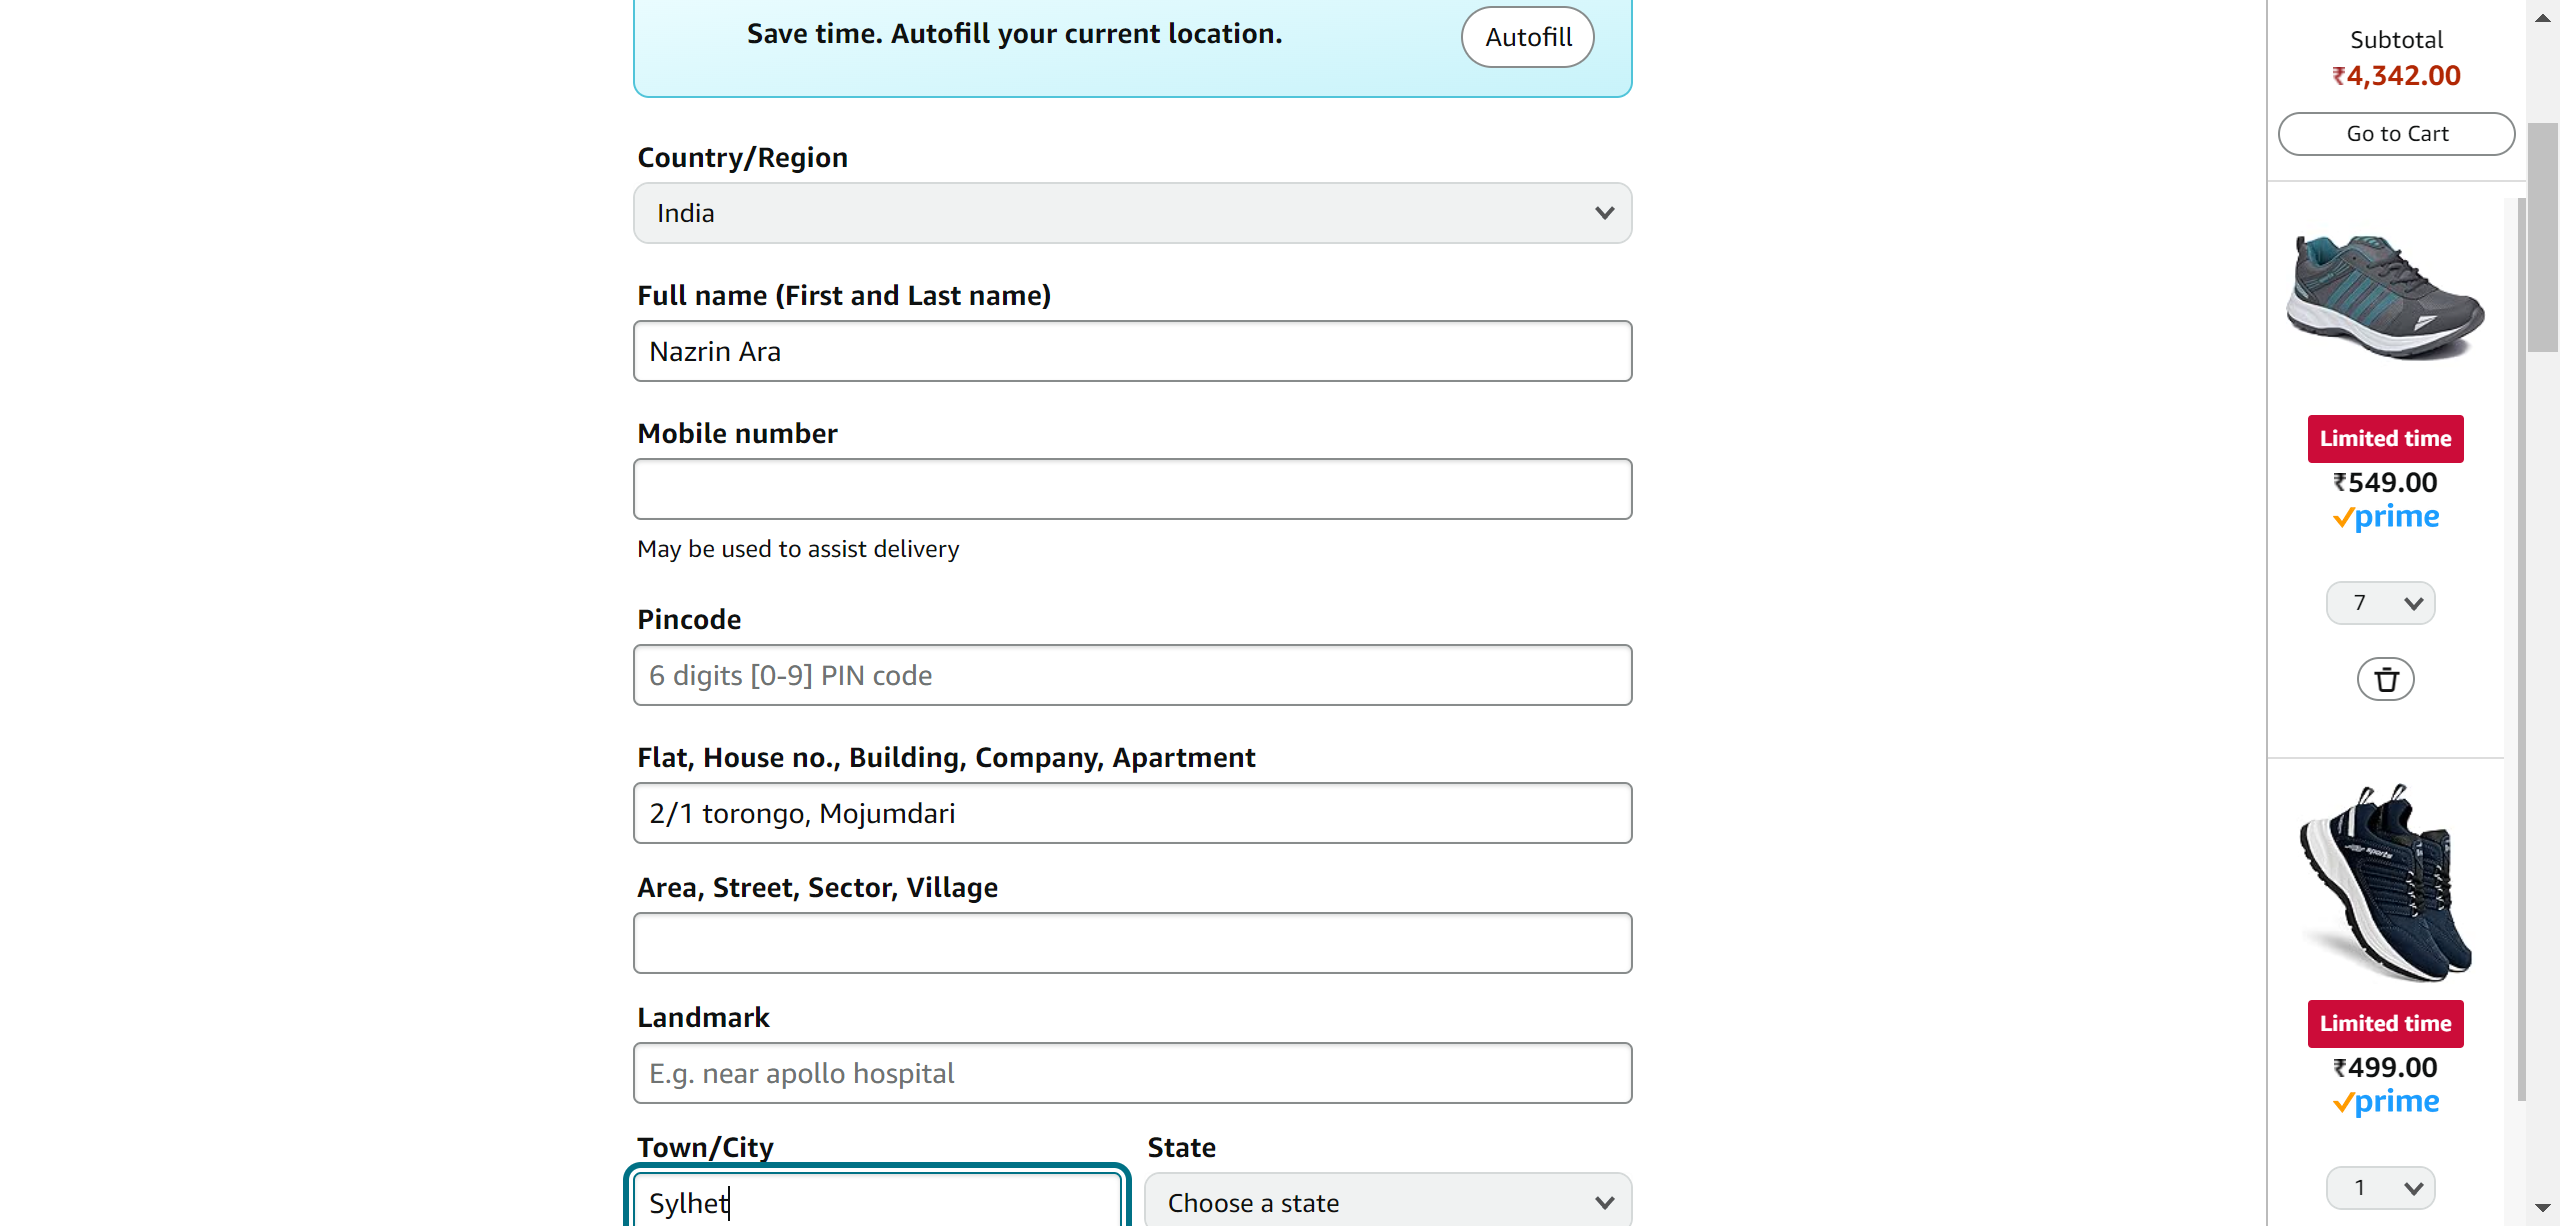 Save time. Autofill your current location.
Autofill
Country/Region
India
Full name (First and Last name)
Nazrin Ara
Mobile number
May be used to assist delivery
Pincode
6 digits [0-9] PIN code
Flat, House no., Building, Company, Apartment
2/1 torongo, Mojumdari
Area, Street, Sector, Village
Landmark
E.g. near apollo hospital
Town/City
State
Sylhet
Choose a state
Subtotal
₹4,342.00
Go to Cart
Limited time
₹549.00
prime
7
sports
Limited time
₹499.00
prime
1